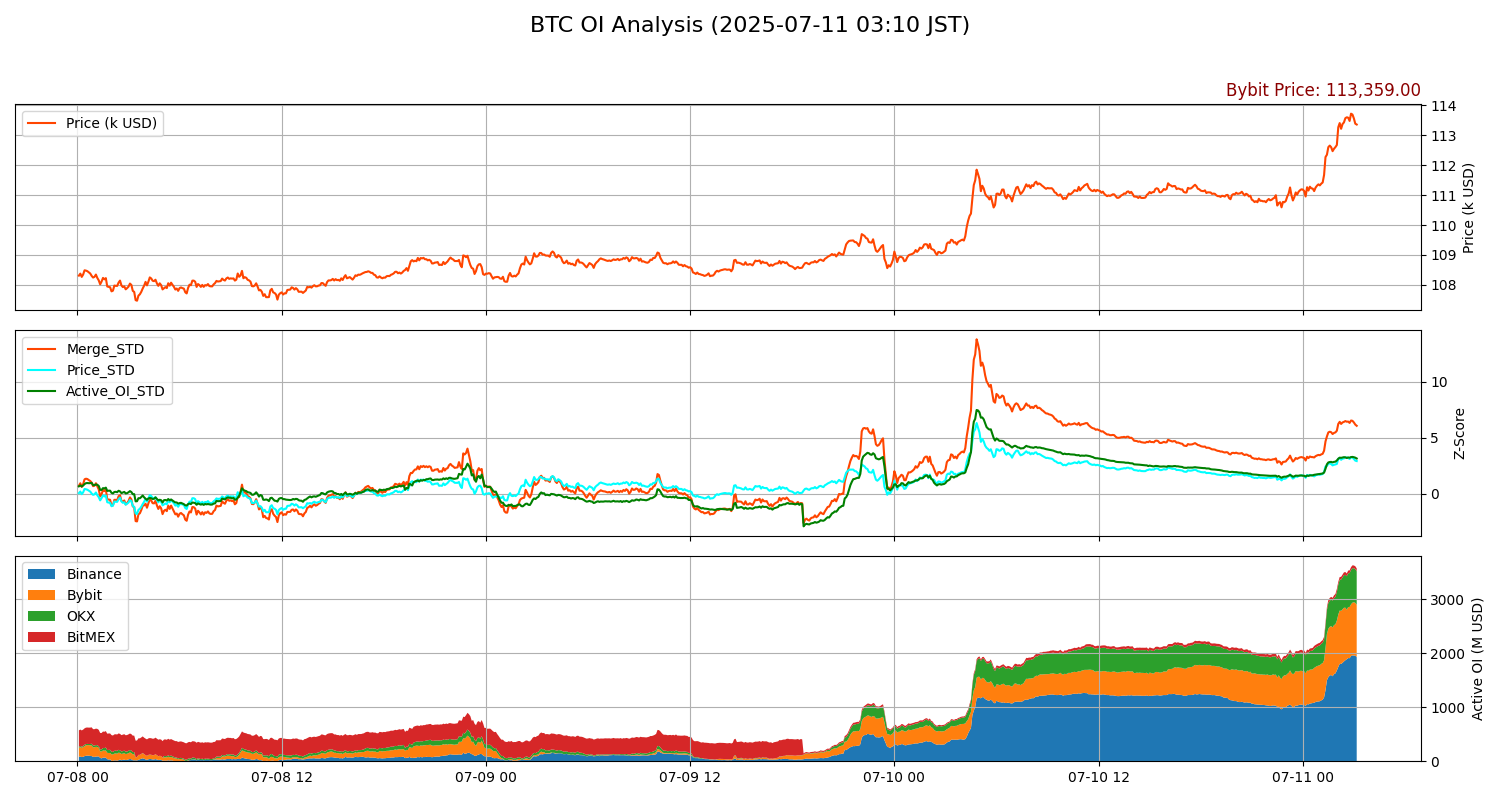 BTC OI Analysis (2025-07-11 03:10 JST)
Bybit Price: 113,359.00
Price (k USD)
114
113
112
111
110
109
108
Price (k USD)
Merge_STD
Price_STD
Active_OI_STD
10
5
0
Z-Score
Binance
Bybit
OKX
BitMEX
3000
2000
1000
0
Active OI (M USD)
07-08 00
07-08 12
07-09 00
07-09 12
07-10 00
07-10 12
07-11 00